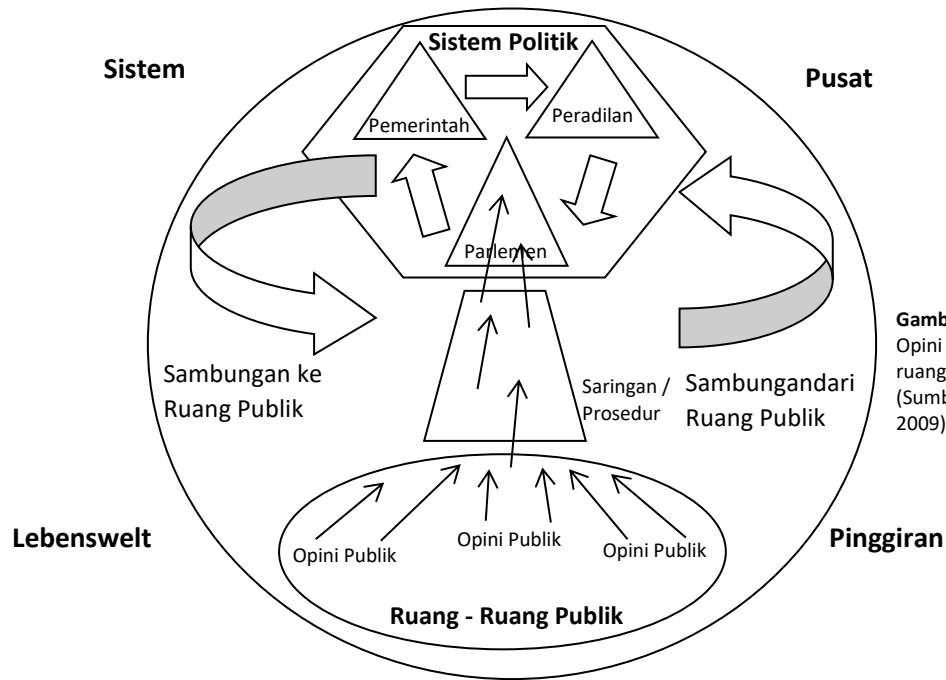 Sistem Politik
Sistem
Pusat
Pemerintah
Peradilan
Parlemen
Gamb
Opini
ruang
(Sumb
2009)
Sambungan ke
Ruang Publik
Saringan /
Prosedur
Sambungandari
Ruang Publik
Lebenswelt
Pinggiran
Opini Publik
Opini Publik
Opini Publik
Ruang - Ruang Publik